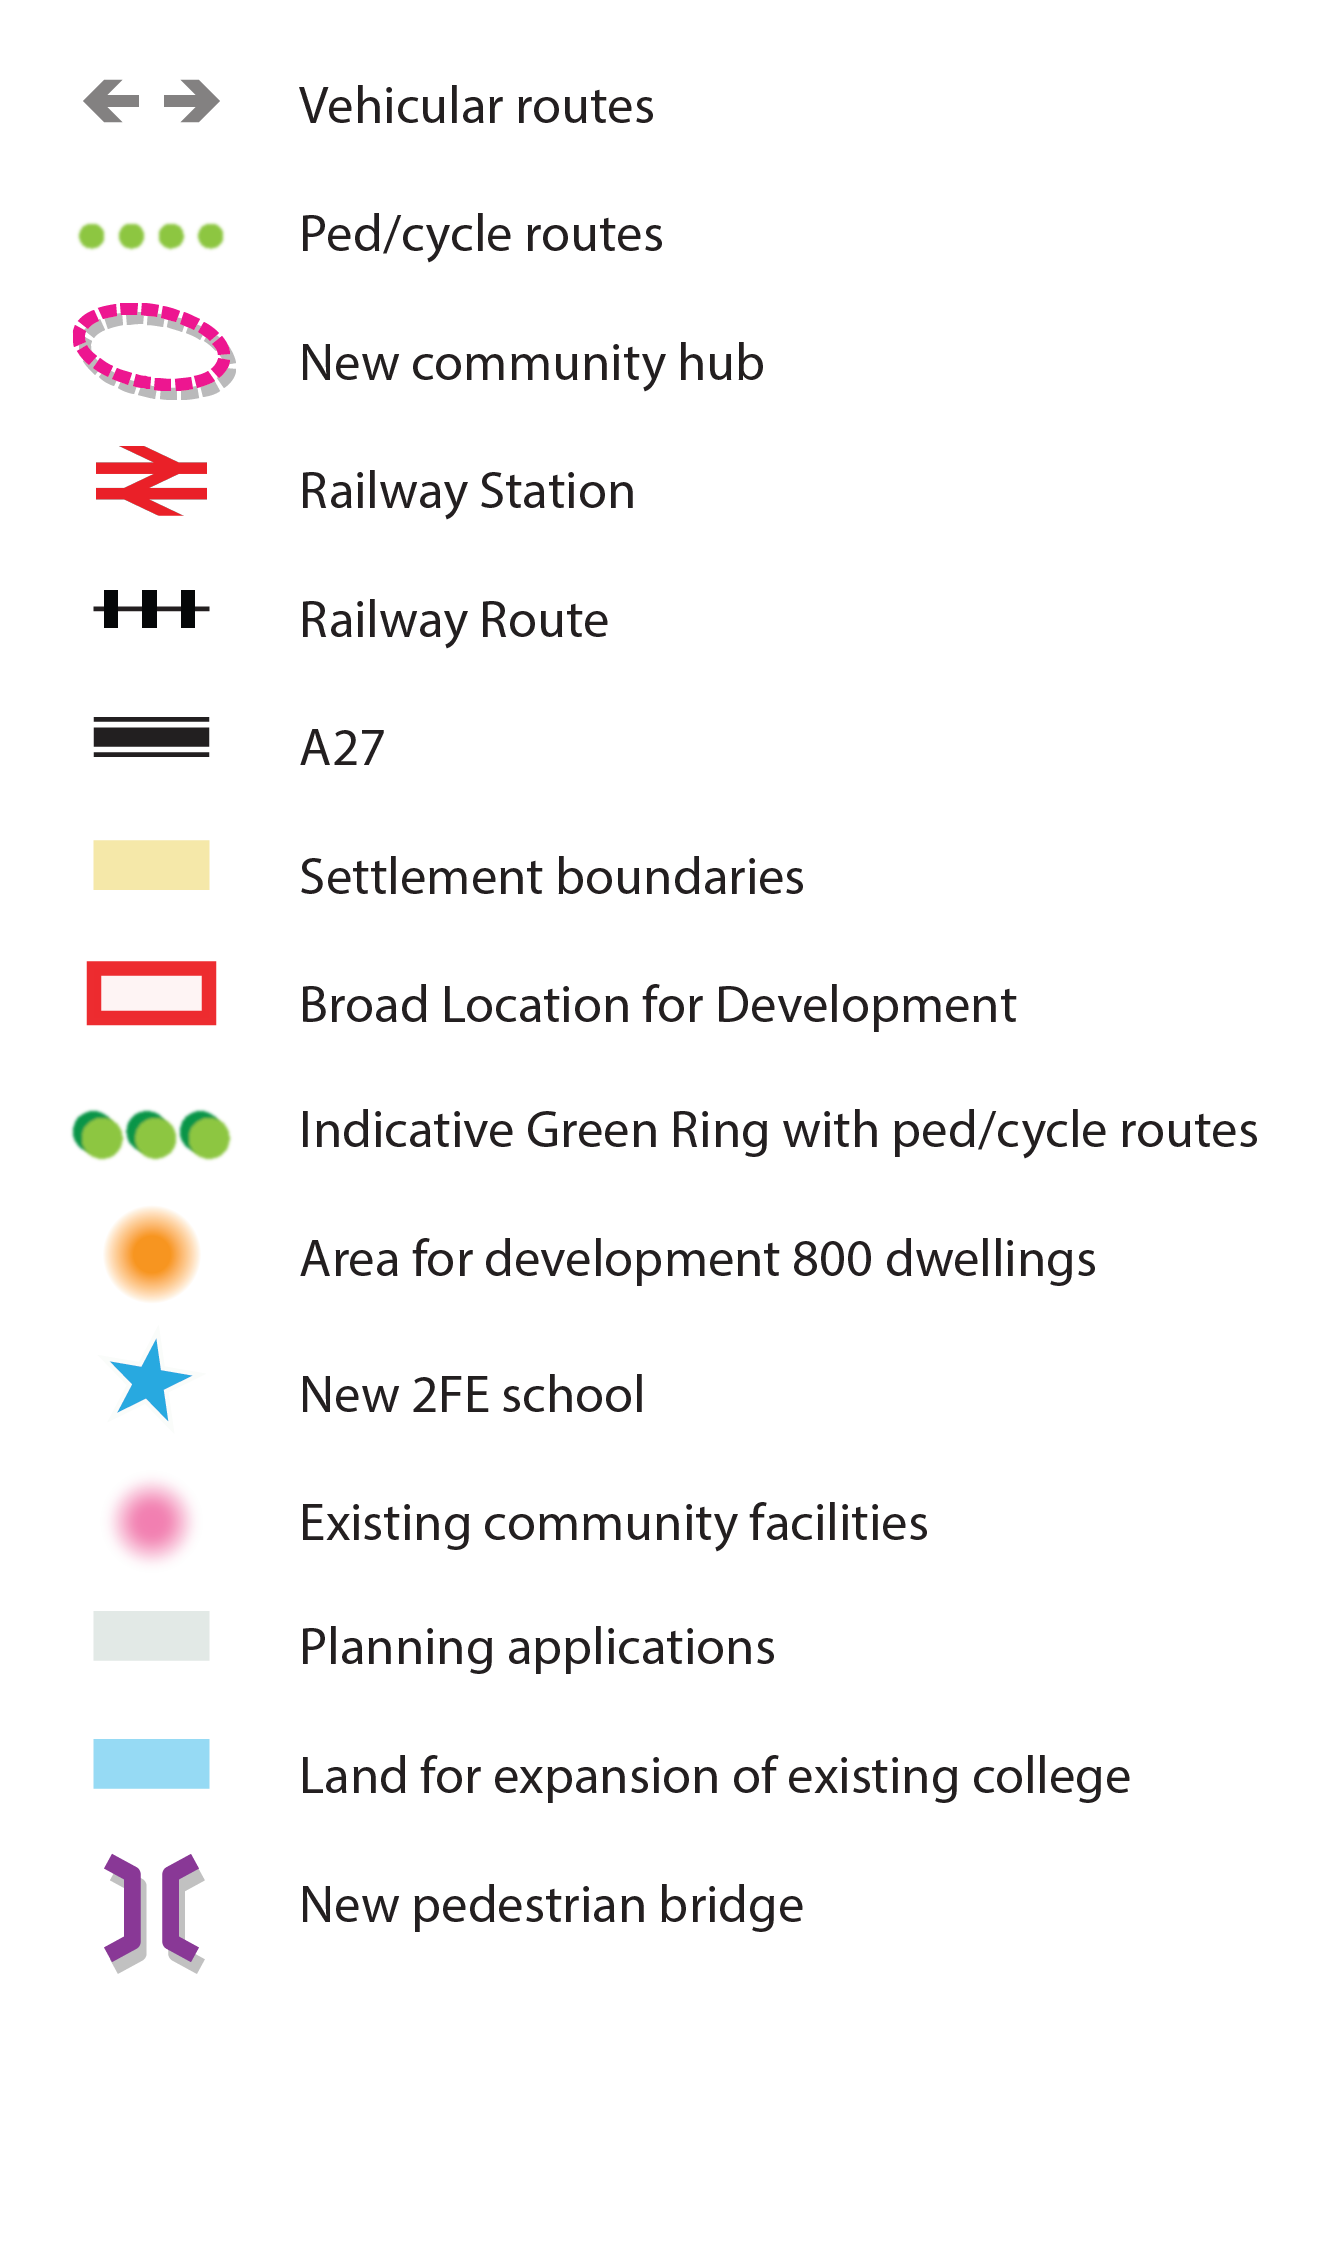 Vehicular routes
Ped/cycle routes
New community hub
Railway Station
Railway Route
A27
Settlement boundaries
Broad Location for Development
Indicative Green Ring with ped/cycle routes
Area for development 800 dwellings
New 2FE school
Existing community facilities
Planning applications
Land for expansion of existing college
New pedestrian bridge